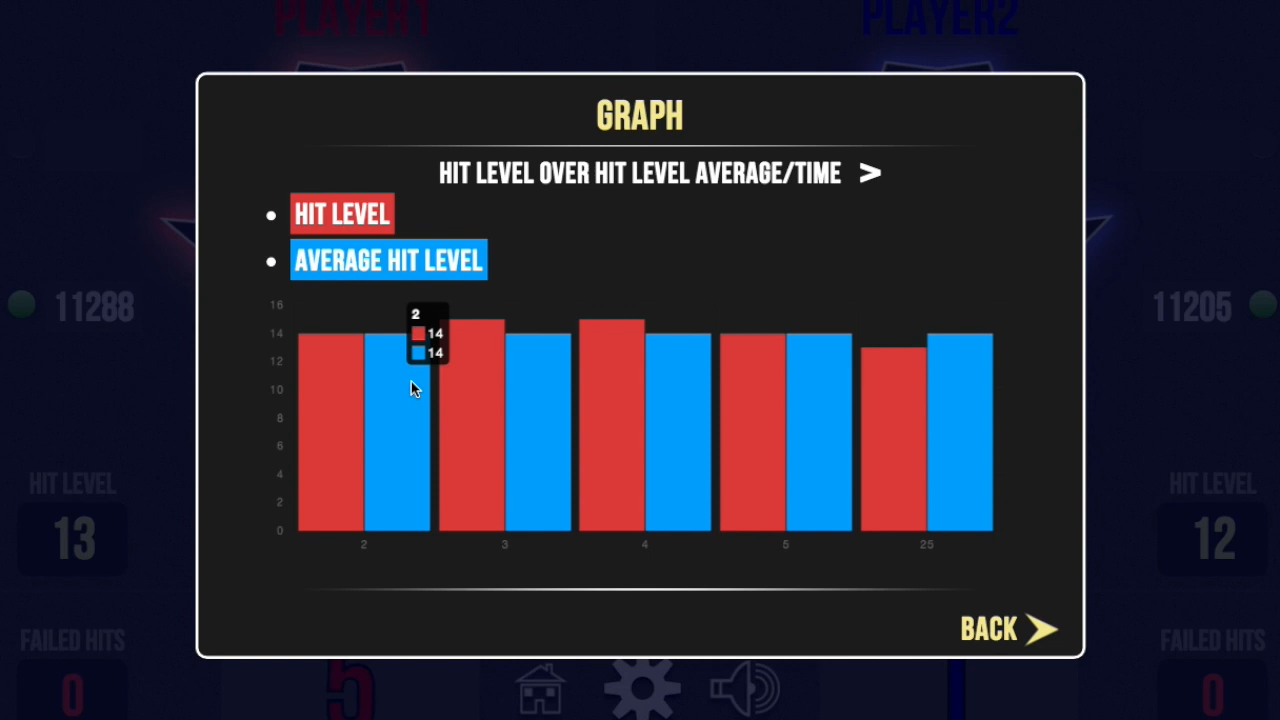 PLAYER1 PLAYER2
GRAPH
HIT LEVEL OVER HIT LEVEL AVERAGE/TIME >
HIT LEVEL
AVERAGE HIT LEVEL
11288 11205
16
14
12
10
8
6
4
2
0
2
14
14
2 3 4 5 25
HIT LEVEL HIT LEVEL
13 12
FAILED HITS FAILED HITS
BACK
0 5 0